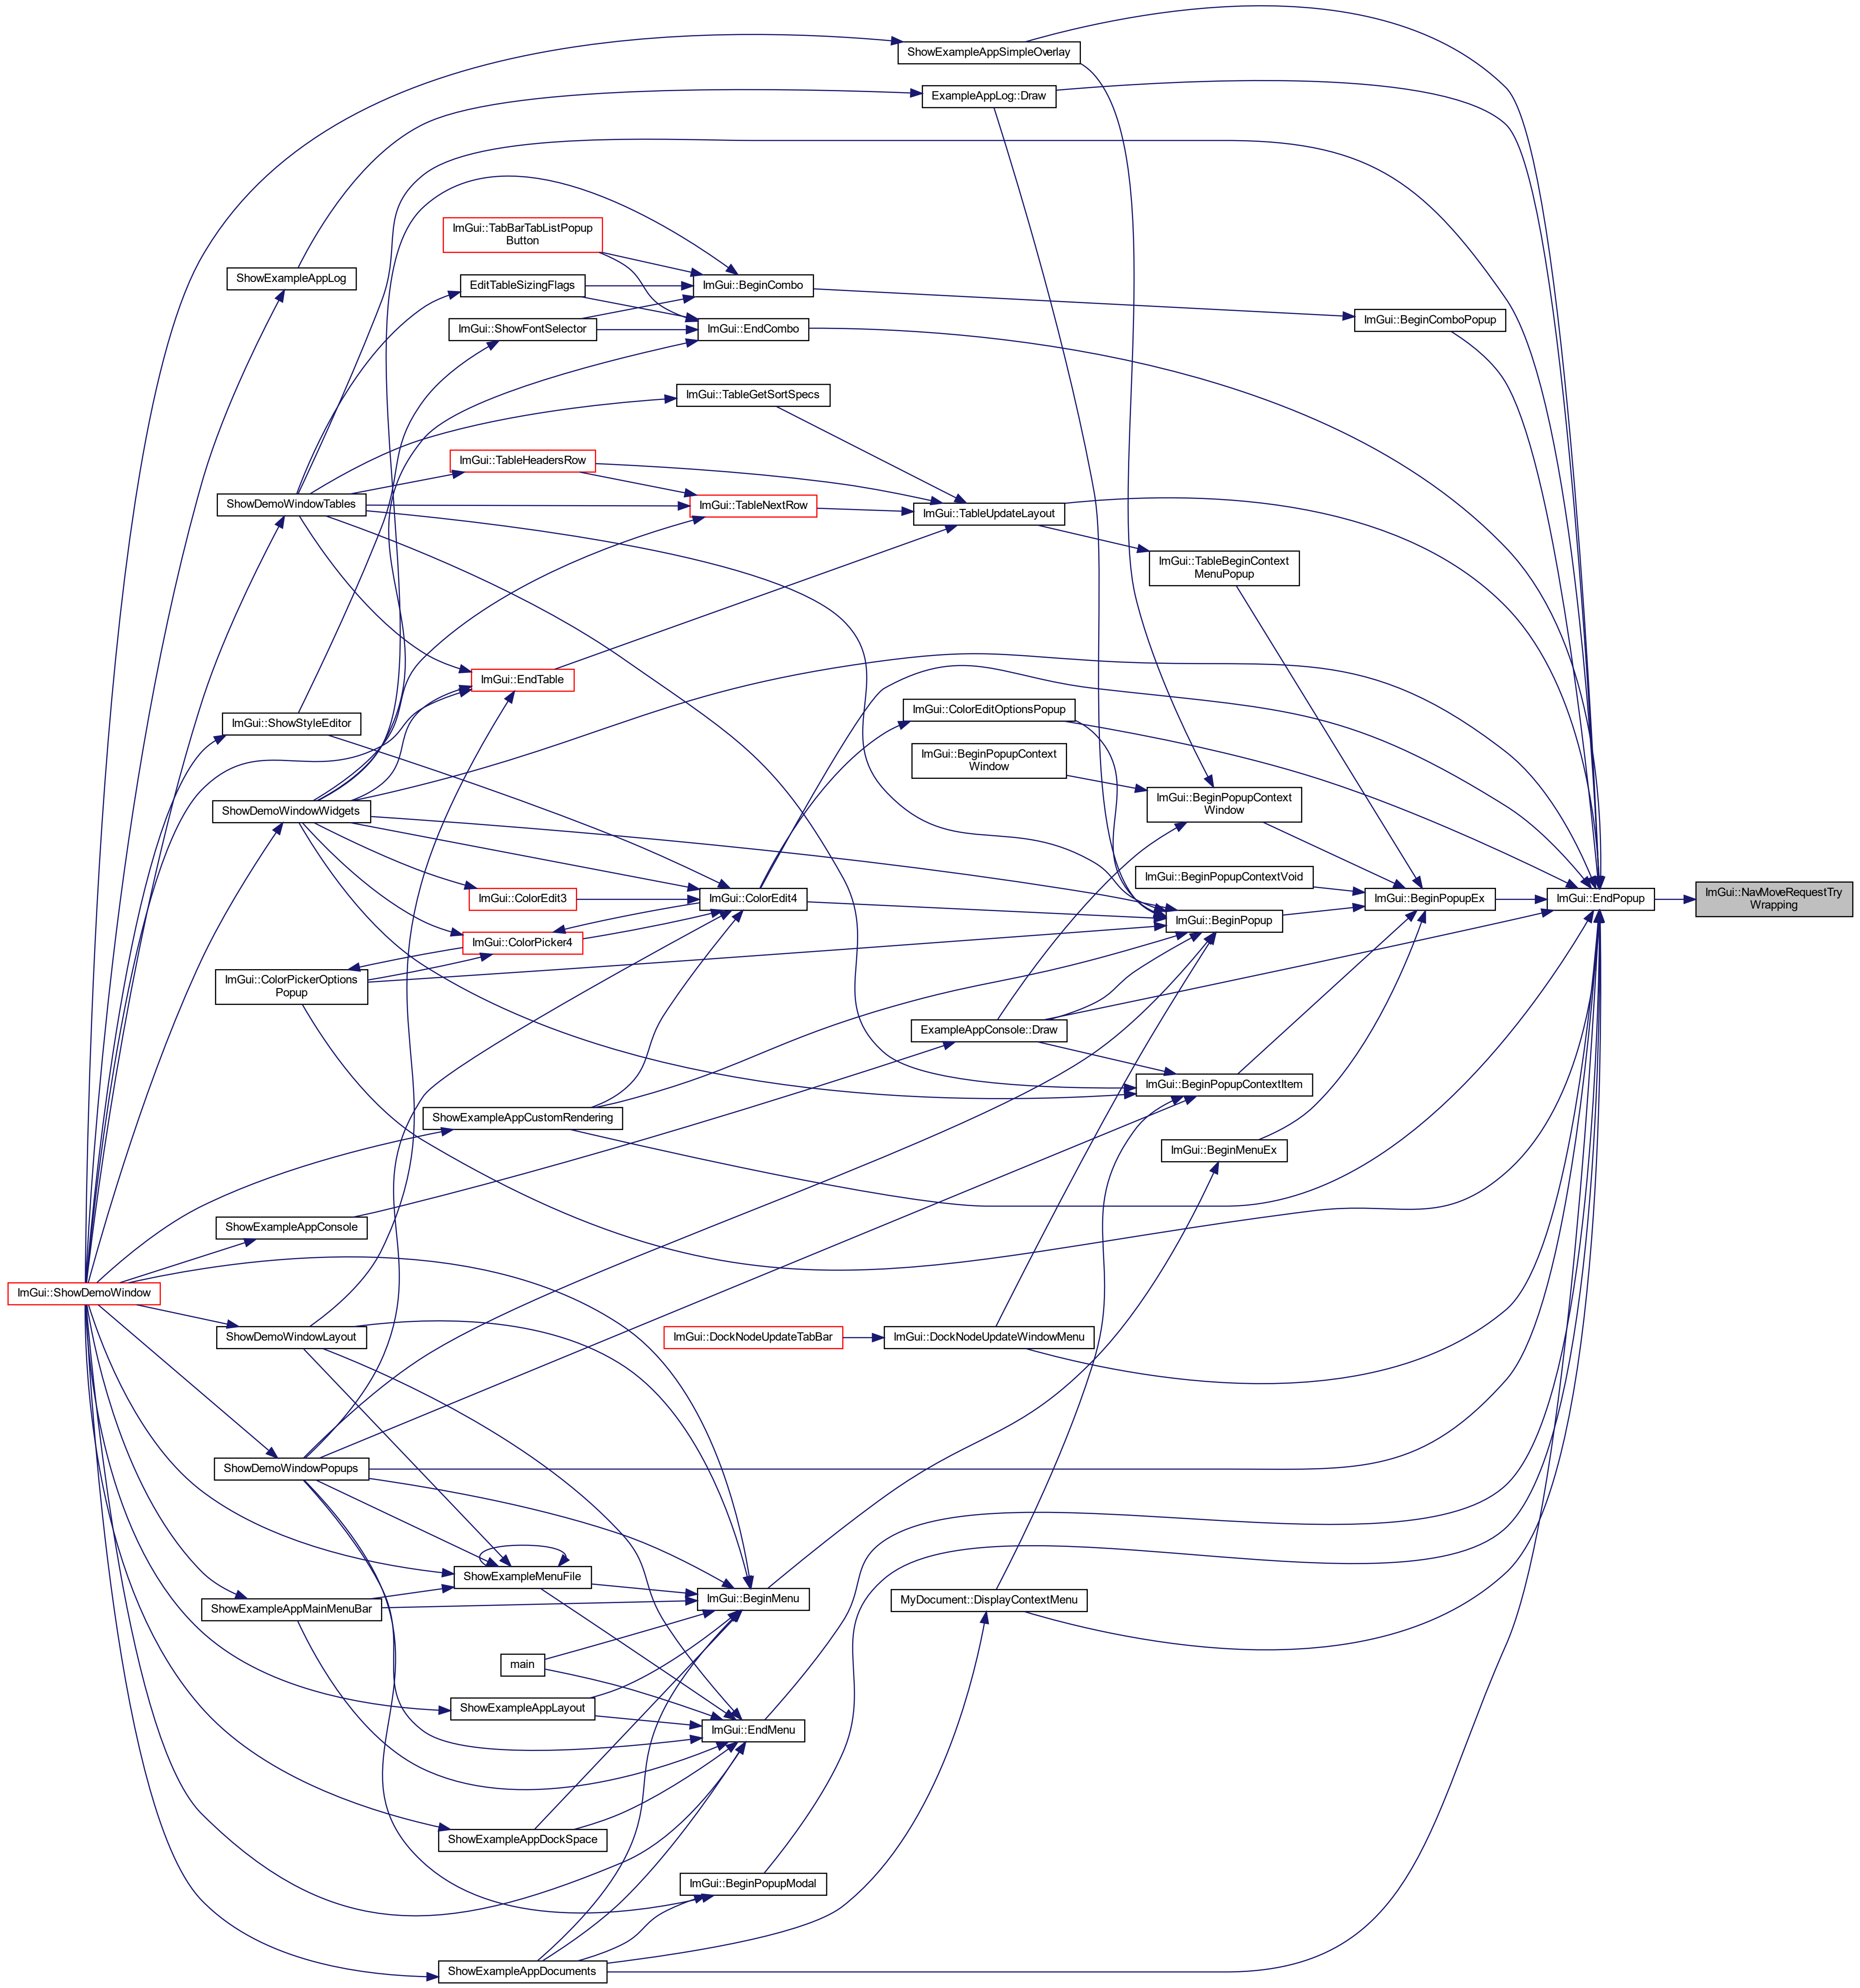 ShowExampleAppSimpleOverlay
ExampleAppLog::Draw
ImGui::TabBarTabListPopup
Button
ShowExampleAppLog
EditTableSizingFlags
ImGui::BeginCombo
ImGui::BeginComboPopup
ImGui::ShowFontSelector
ImGui::EndCombo
ImGui::TableGetSortSpecs
ImGui::TableHeadersRow
ShowDemoWindowTables
ImGui::TableNextRow
ImGui::TableUpdateLayout
ImGui::TableBeginContext
MenuPopup
ImGui::EndTable
ImGui::ShowStyleEditor
ImGui::ColorEditOptionsPopup
ImGui::BeginPopupContext
Window
ImGui::BeginPopupContext
Window
ShowDemoWindowWidgets
ImGui::BeginPopupContextVoid
ImGui::ColorEdit3
ImGui::ColorEdit4
ImGui::BeginPopupEx
ImGui::EndPopup
ImGui::NavMoveRequestTry
Wrapping
ImGui::BeginPopup
ImGui::ColorPicker4
ImGui::ColorPickerOptions
Popup
ExampleAppConsole::Draw
ImGui::BeginPopupContextItem
ShowExampleAppCustomRendering
ImGui::BeginMenuEx
ShowExampleAppConsole
ImGui::ShowDemoWindow
ShowDemoWindowLayout
ImGui::DockNodeUpdateTabBar
ImGui::DockNodeUpdateWindowMenu
ShowDemoWindowPopups
ShowExampleMenuFile
ImGui::BeginMenu
MyDocument::DisplayContextMenu
ShowExampleAppMainMenuBar
main
ShowExampleAppLayout
ImGui::EndMenu
ShowExampleAppDockSpace
ImGui::BeginPopupModal
ShowExampleAppDocuments